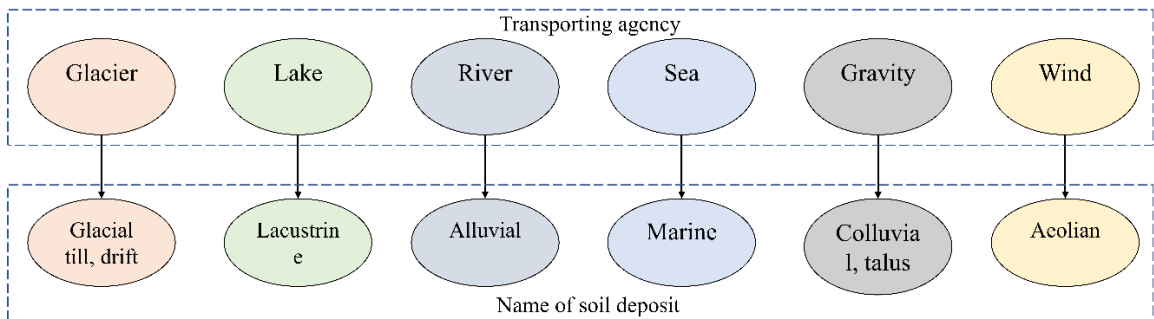 Transporting agency
Glacier
Lake
River
Sea
Gravity
Wind
Glacial
till, drift
Lacustrin
e
Alluvial
Marine
Colluvia
l, talus
Aeolian
Name of soil deposit